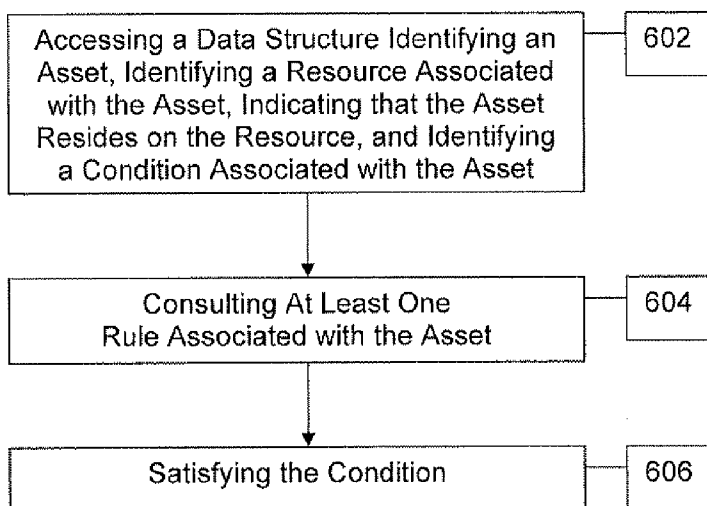 Accessing a Data Structure Identifying an
Asset, Identifying a Resource Associated
with the Asset, Indicating that the Asset
Resides on the Resource, and Identifying
a Condition Associated with the Asset
602
Consulting At Least One
Rule Associated with the Asset
604
Satisfying the Condition
606